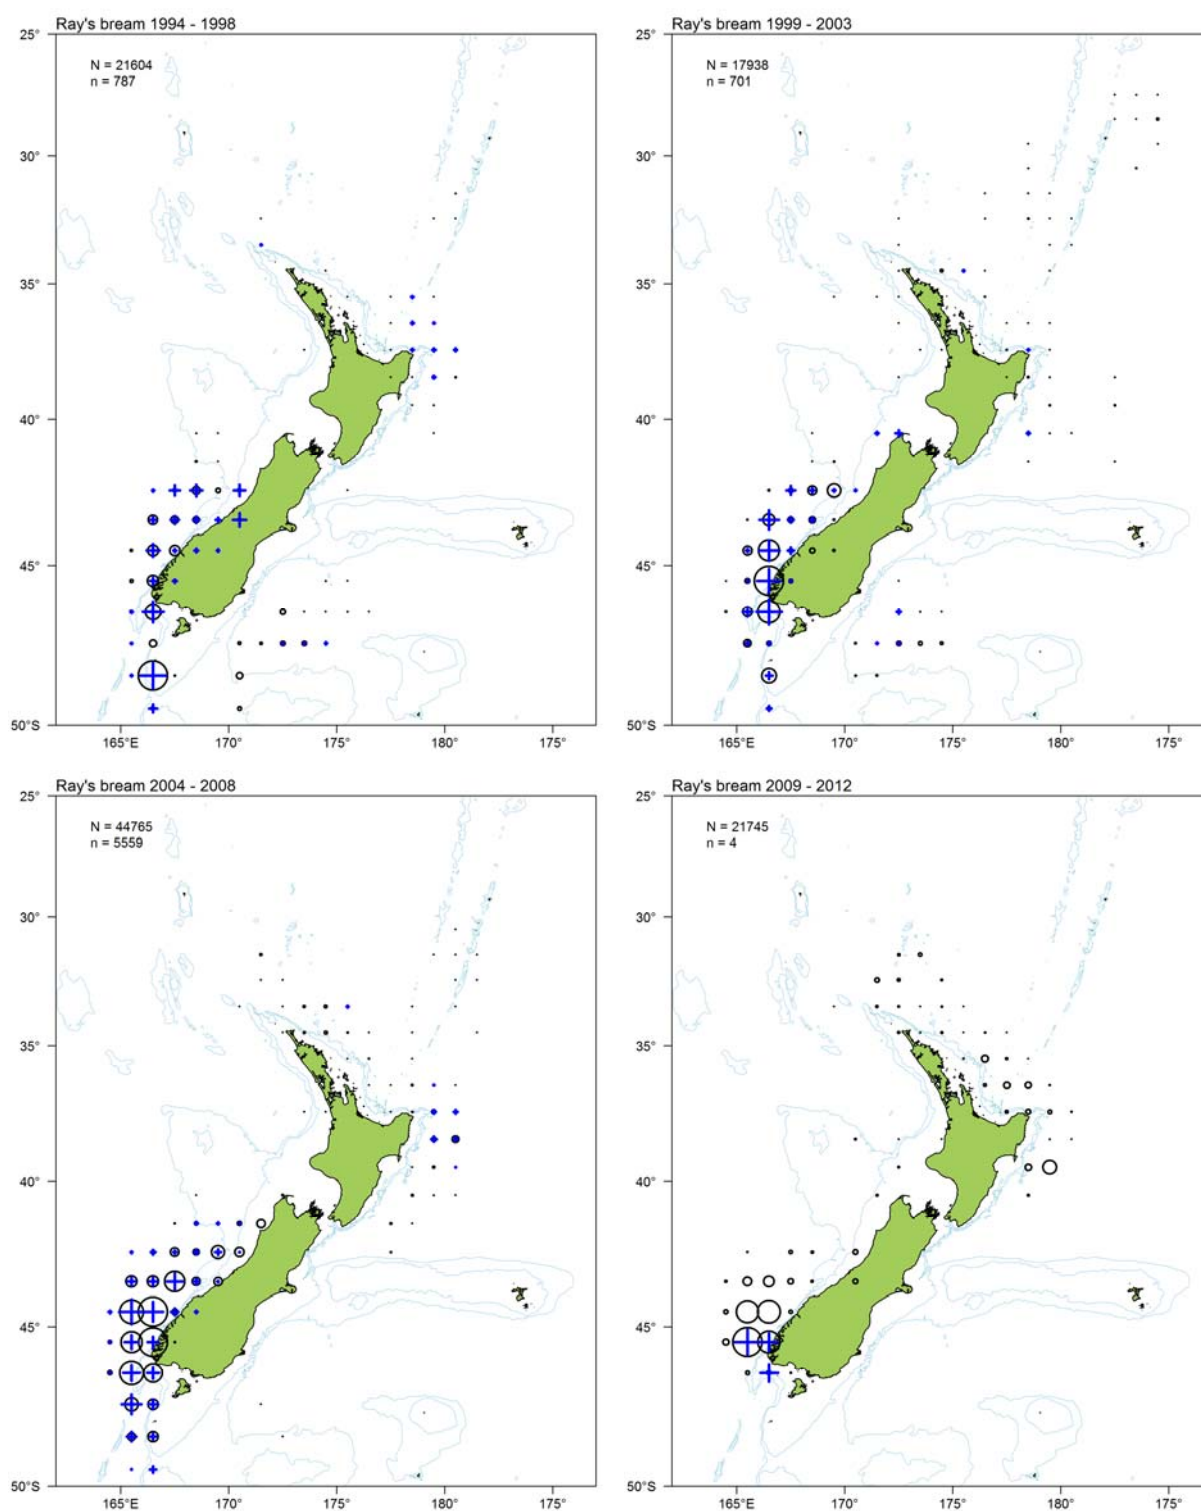 Ray's bream 1994 - 1998
N = 21604
n = 787
25°
30°
35°
40°
45°
50°S
165°E 170° 175° 180° 175°
Ray's bream 1999 - 2003
N = 17938
n = 701
25°
30°
35°
40°
45°
50°S
165°E 170° 175° 180° 175°
Ray's bream 2004 - 2008
N = 44765
n = 5559
25°
30°
35°
40°
45°
50°S
165°E 170° 175° 180° 175°
Ray's bream 2009 - 2012
N = 21745
n = 4
25°
30°
35°
40°
45°
50°S
165°E 170° 175° 180° 175°